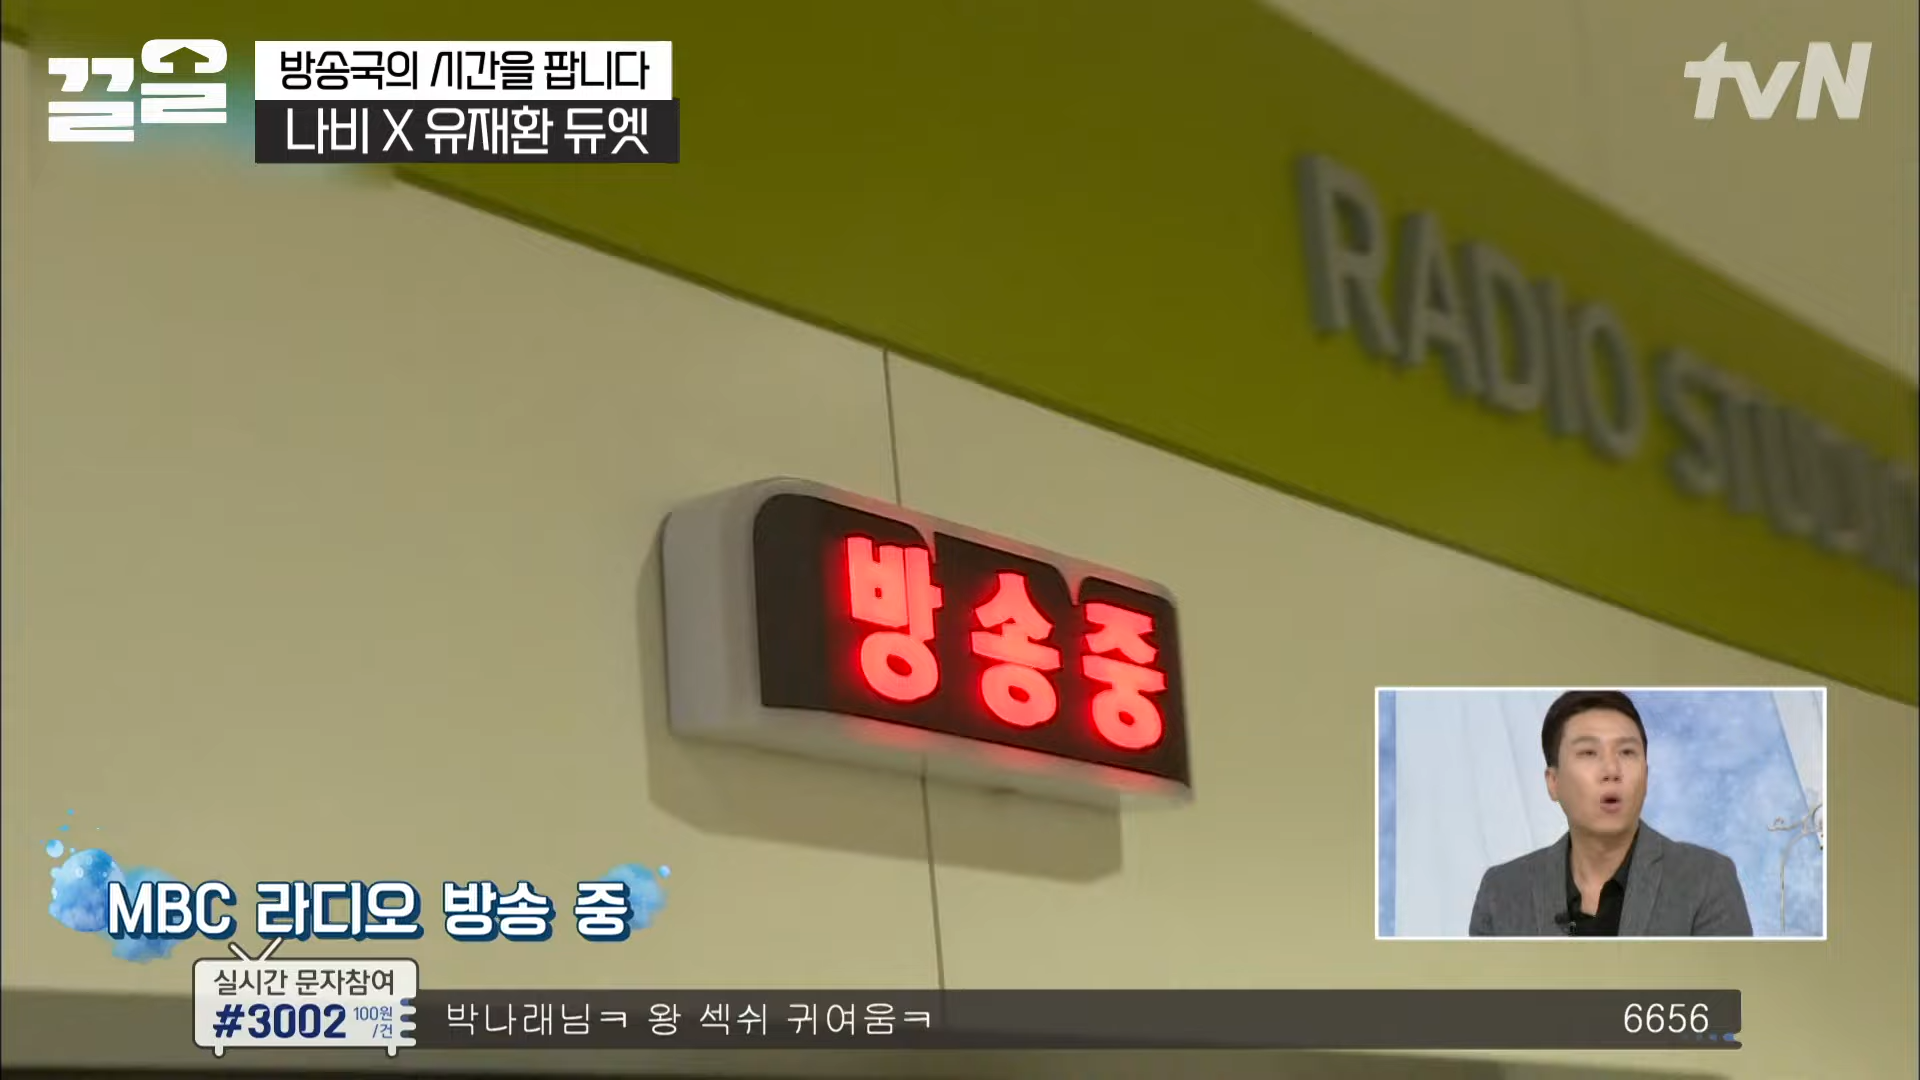 끌올
방송국의 시간을 팝니다
나비 X 유재환 듀엣
tvN
RADIO STUDIO
방송중
MBC 라디오 방송 중
실시간 문자참여
#3002 100원/건
박나래님ㅋ 왕 섹쉬 귀여움ㅋ
6656